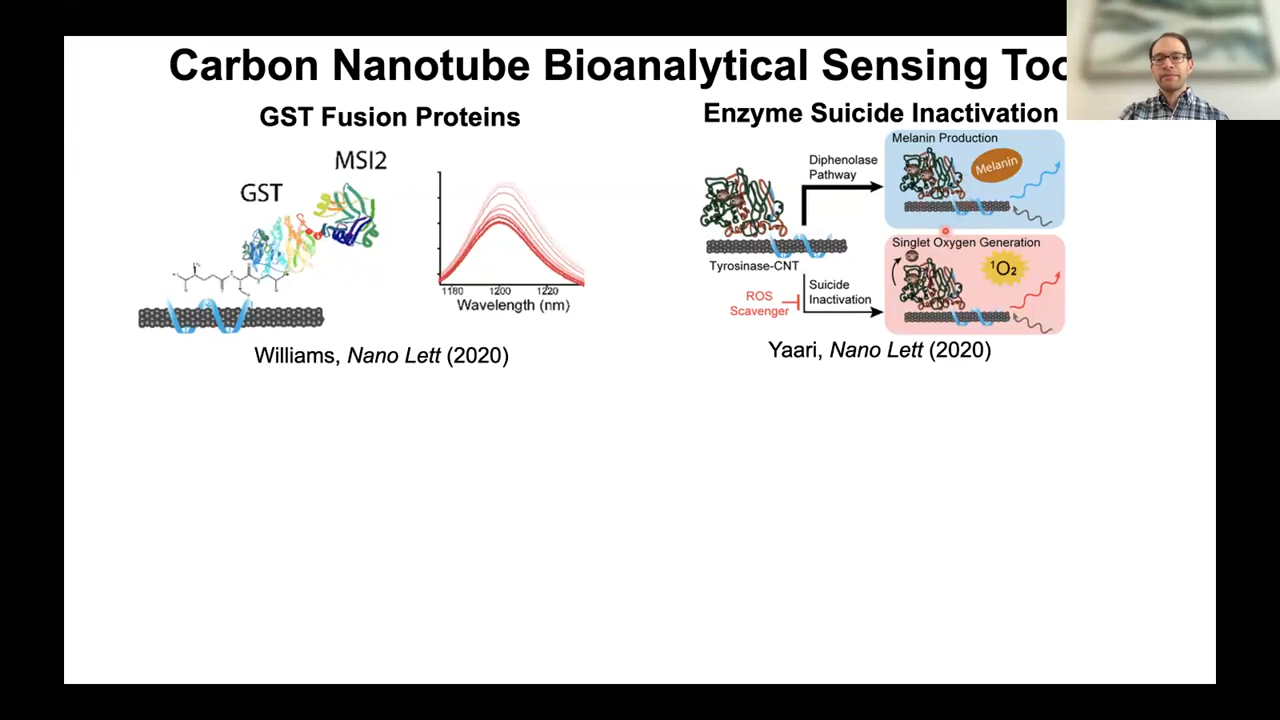 Carbon Nanotube Bioanalytical Sensing Too
GST Fusion Proteins
GST
MSI2
1180 1200 1220
Wavelength (nm)
Williams, Nano Lett (2020)
Enzyme Suicide Inactivation
Tyrosinase-CNT
Diphenolase
Pathway
Melanin Production
Melanin
ROS
Scavenger
Suicide
Inactivation
Singlet Oxygen Generation
¹O₂
Yaari, Nano Lett (2020)